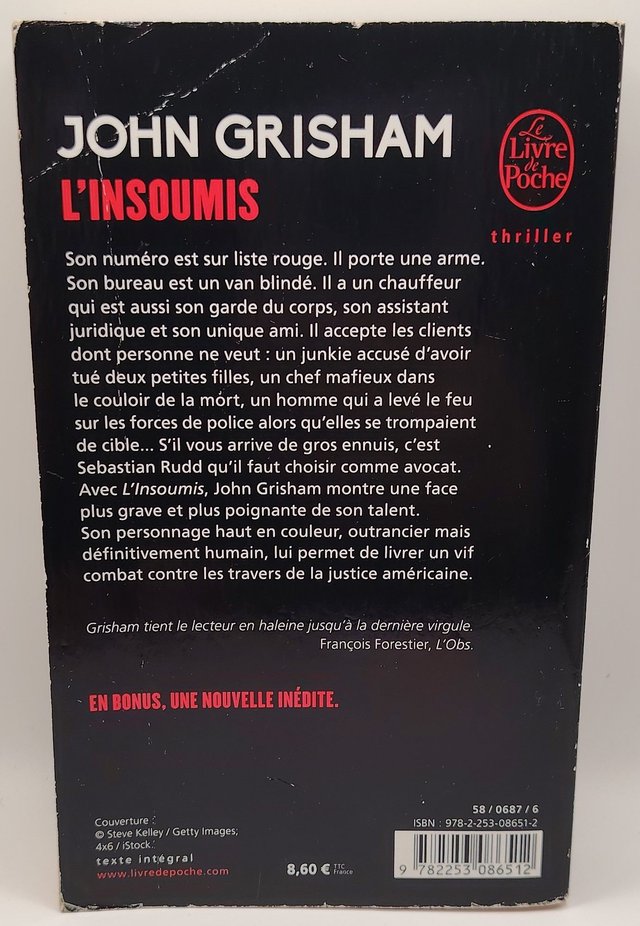 JOHN GRISHAM
L'INSOUMIS
Le
Livre
de
Poche
thriller
Son numéro est sur liste rouge. Il porte une arme.
Son bureau est un van blindé. Il a un chauffeur
qui est aussi son garde du corps, son assistant
juridique et son unique ami. Il accepte les clients
dont personne ne veut : un junkie accusé d'avoir
tué deux petites filles, un chef mafieux dans
le couloir de la mort, un homme qui a levé le feu
sur les forces de police alors qu'elles se trompaient
de cible... S'il vous arrive de gros ennuis, c'est
Sebastian Rudd qu'il faut choisir comme avocat.
Avec L'Insoumis, John Grisham montre une face
plus grave et plus poignante de son talent.
Son personnage haut en couleur, outrancier mais
définitivement humain, lui permet de livrer un vif
combat contre les travers de la justice américaine.
Grisham tient le lecteur en haleine jusqu'à la dernière virgule.
François Forestier, L'Obs.
EN BONUS, UNE NOUVELLE INÉDITE.
Couverture :
© Steve Kelley / Getty Images;
4x6 / iStock.
texte intégral
www.livredepoche.com
8,60 € TTC
France
58 / 0687 / 6
ISBN : 978-2-253-08651-2
9 782253 086512